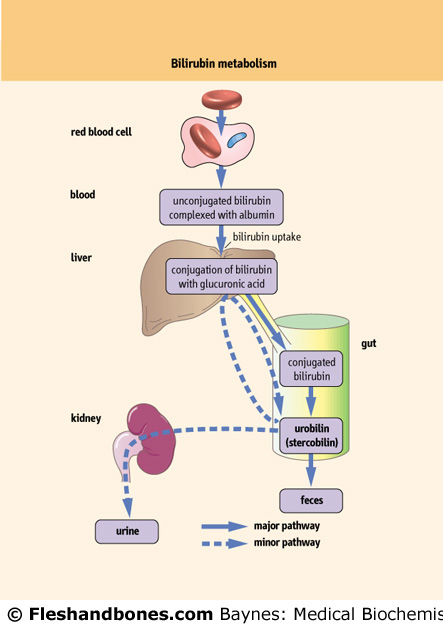 Bilirubin metabolism
red blood cell
blood
unconjugated bilirubin
complexed with albumin
bilirubin uptake
liver
conjugation of bilirubin
with glucuronic acid
gut
conjugated
bilirubin
kidney
urobilin
(stercobilin)
feces
urine
major pathway
minor pathway
© Fleshandbones.com Baynes: Medical Biochemis